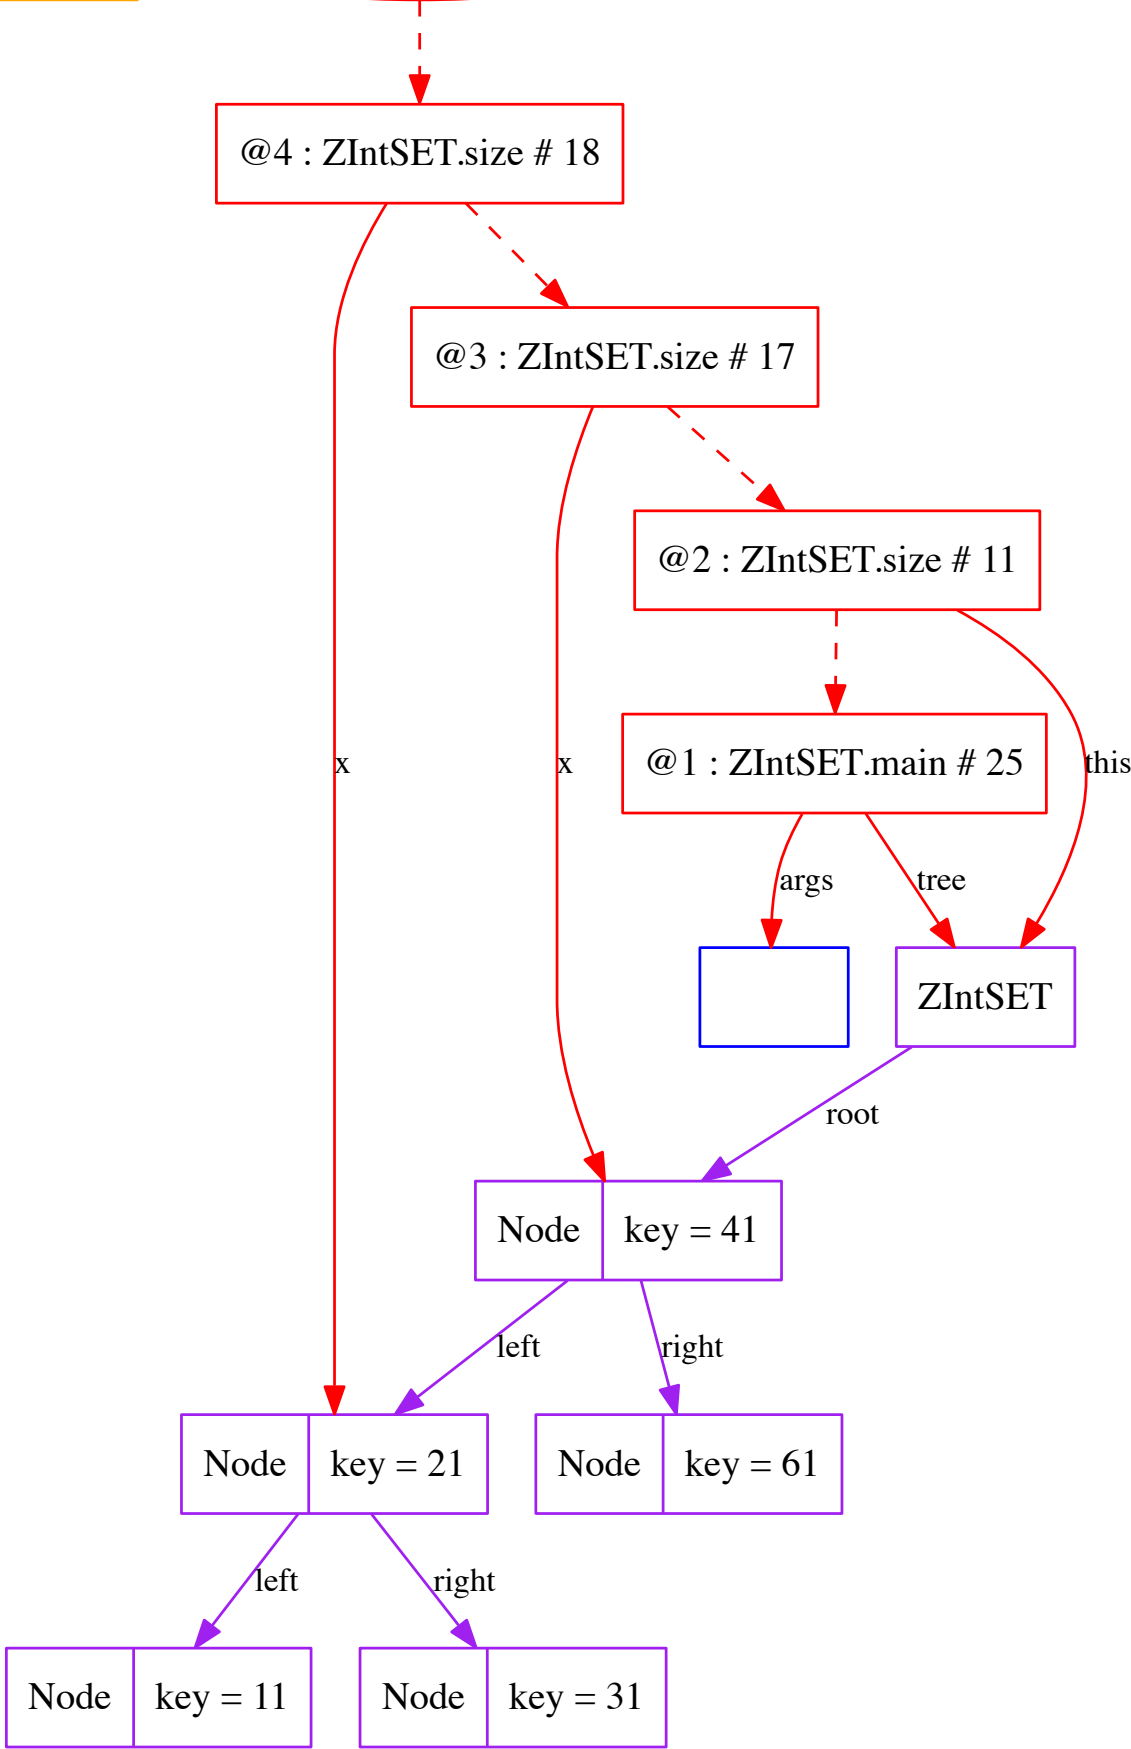 @4 : ZIntSET.size # 18
@3 : ZIntSET.size # 17
@2 : ZIntSET.size # 11
x
x
@1 : ZIntSET.main # 25
this
args
tree
ZIntSET
root
Node
key = 41
left
right
Node
key = 21
Node
key = 61
left
right
Node
key = 11
Node
key = 31